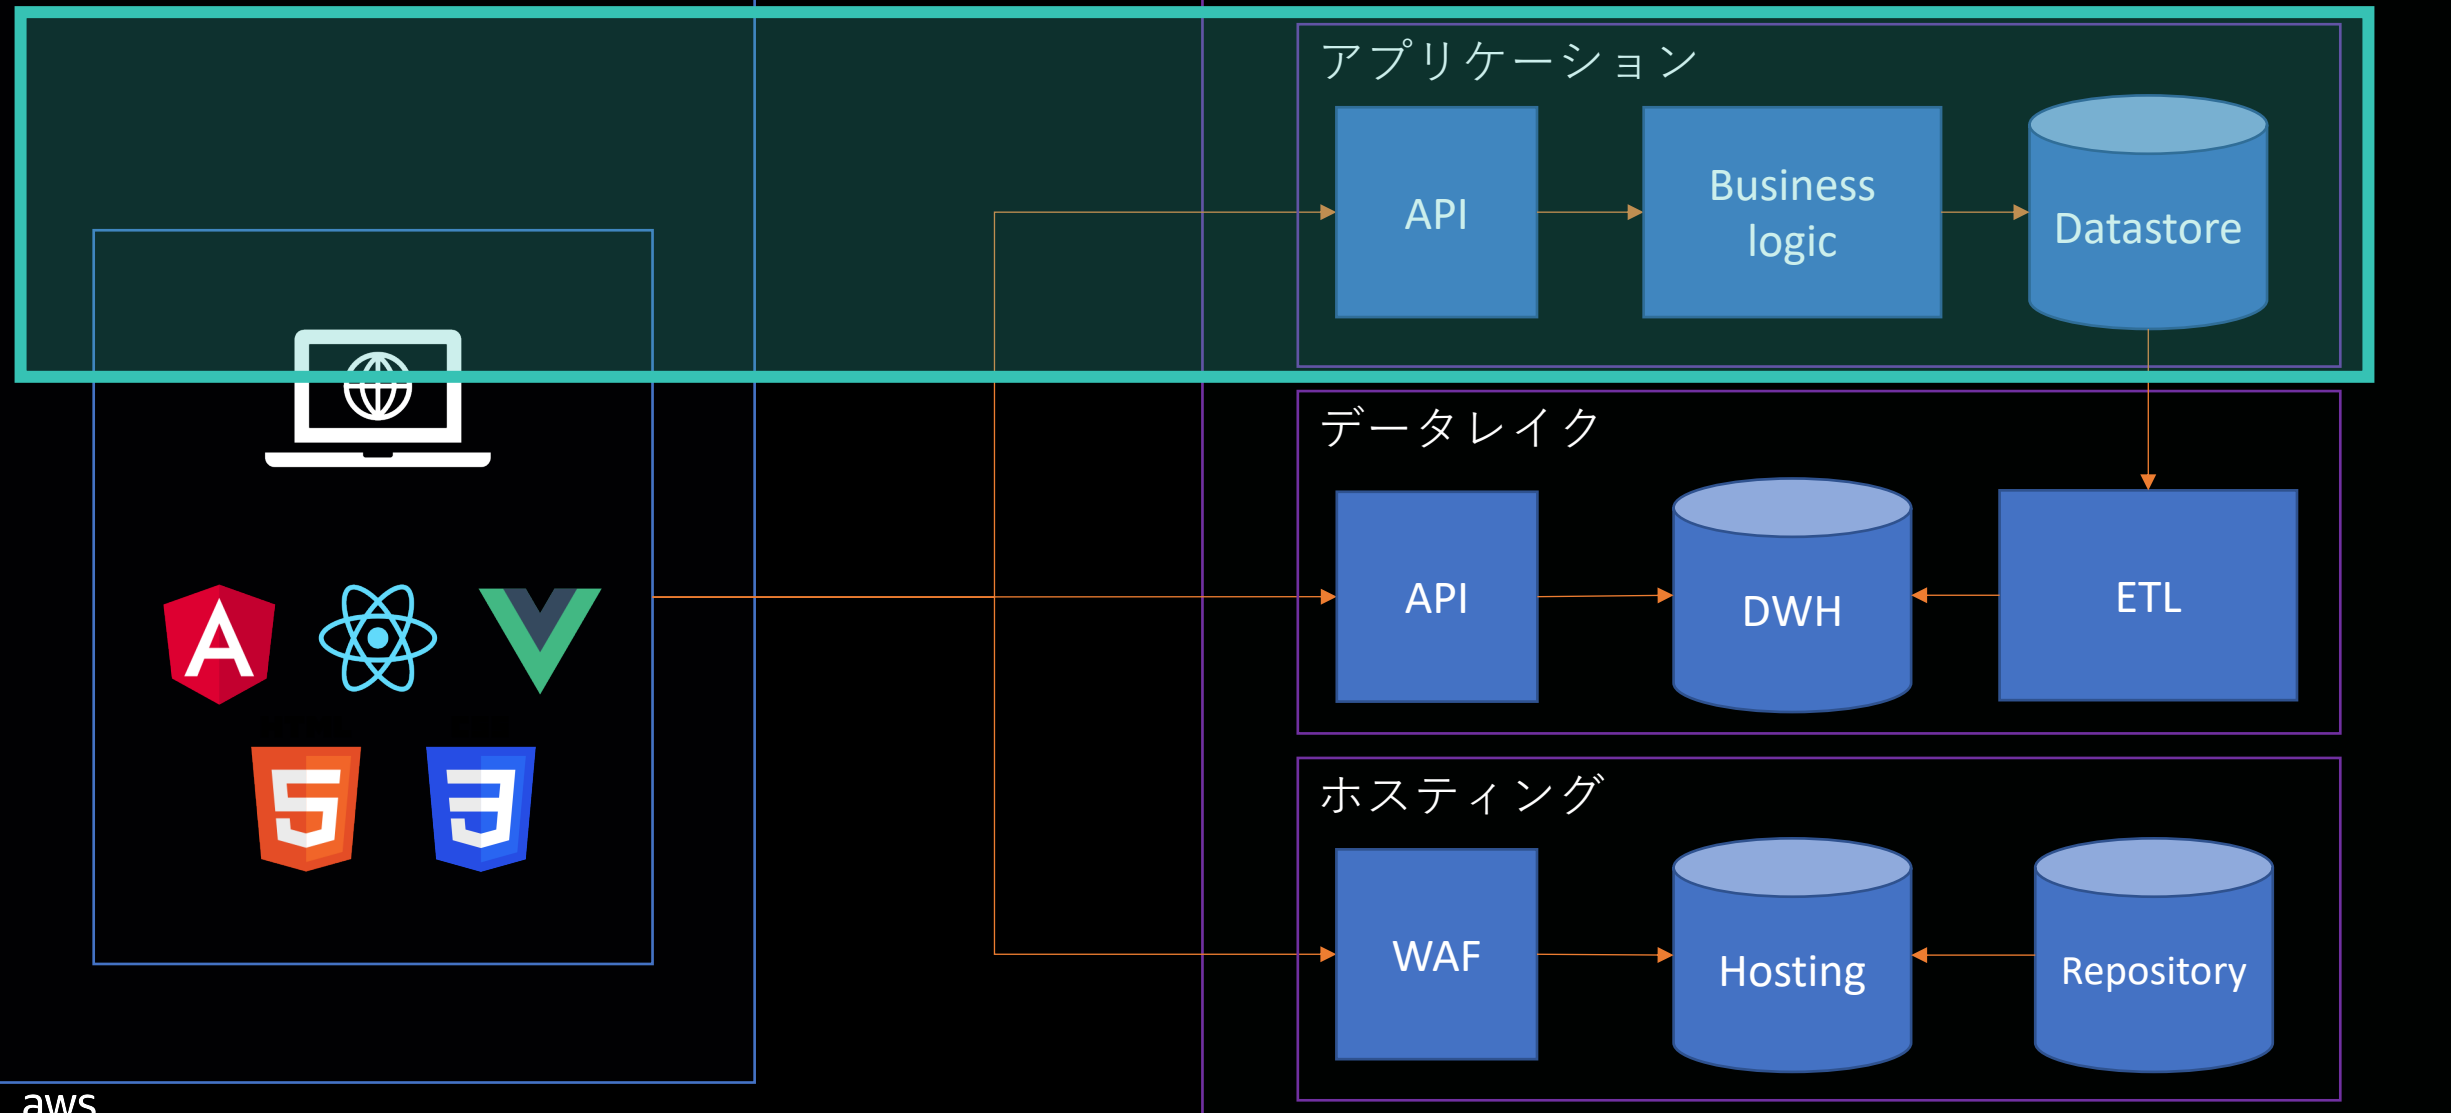 アプリケーション
API
Business
logic
Datastore
データレイク
API
DWH
ETL
ホスティング
WAF
Hosting
Repository
aws